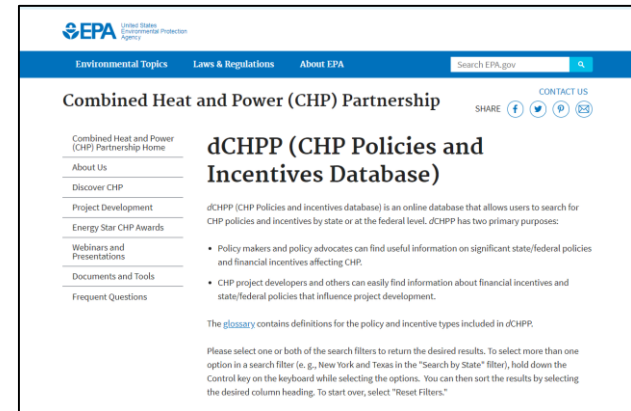 EPA United States
Environmental Protection
Agency
Environmental Topics Laws & Regulations About EPA Search EPA.gov
CONTACT US
Combined Heat and Power (CHP) Partnership SHARE
Combined Heat and Power
(CHP) Partnership Home
About Us
Discover CHP
Project Development
Energy Star CHP Awards
Webinars and
Presentations
Documents and Tools
Frequent Questions
dCHPP (CHP Policies and
Incentives Database)
dCHPP (CHP Policies and incentives database) is an online database that allows users to search for
CHP policies and incentives by state or at the federal level. dCHPP has two primary purposes:
• Policy makers and policy advocates can find useful information on significant state/federal policies
and financial incentives affecting CHP.
• CHP project developers and others can easily find information about financial incentives and
state/federal policies that influence project development.
The glossary contains definitions for the policy and incentive types included in dCHPP.
Please select one or both of the search filters to return the desired results. To select more than one
option in a search filter (e. g., New York and Texas in the "Search by State" filter), hold down the
Control key on the keyboard while selecting the options. You can then sort the results by selecting
the desired column heading. To start over, select "Reset Filters."